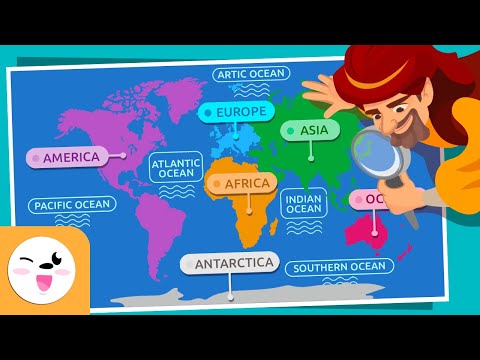 ARTIC OCEAN
EUROPE
ASIA
AMERICA
ATLANTIC
OCEAN
AFRICA
INDIAN
OCEAN
PACIFIC OCEAN
OC
ANTARCTICA
SOUTHERN OCEAN